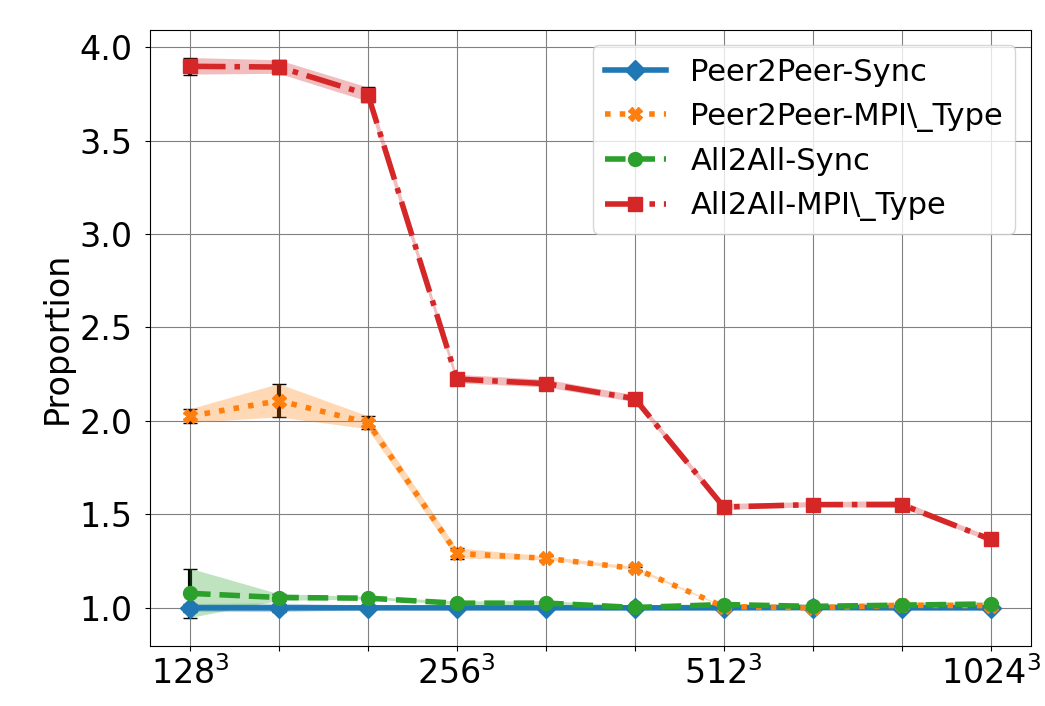 4.0
3.5
3.0
2.5
2.0
1.5
1.0
Proportion
Peer2Peer-Sync
Peer2Peer-MPI\_Type
All2All-Sync
All2All-MPI\_Type
128³ 256³ 512³ 1024³